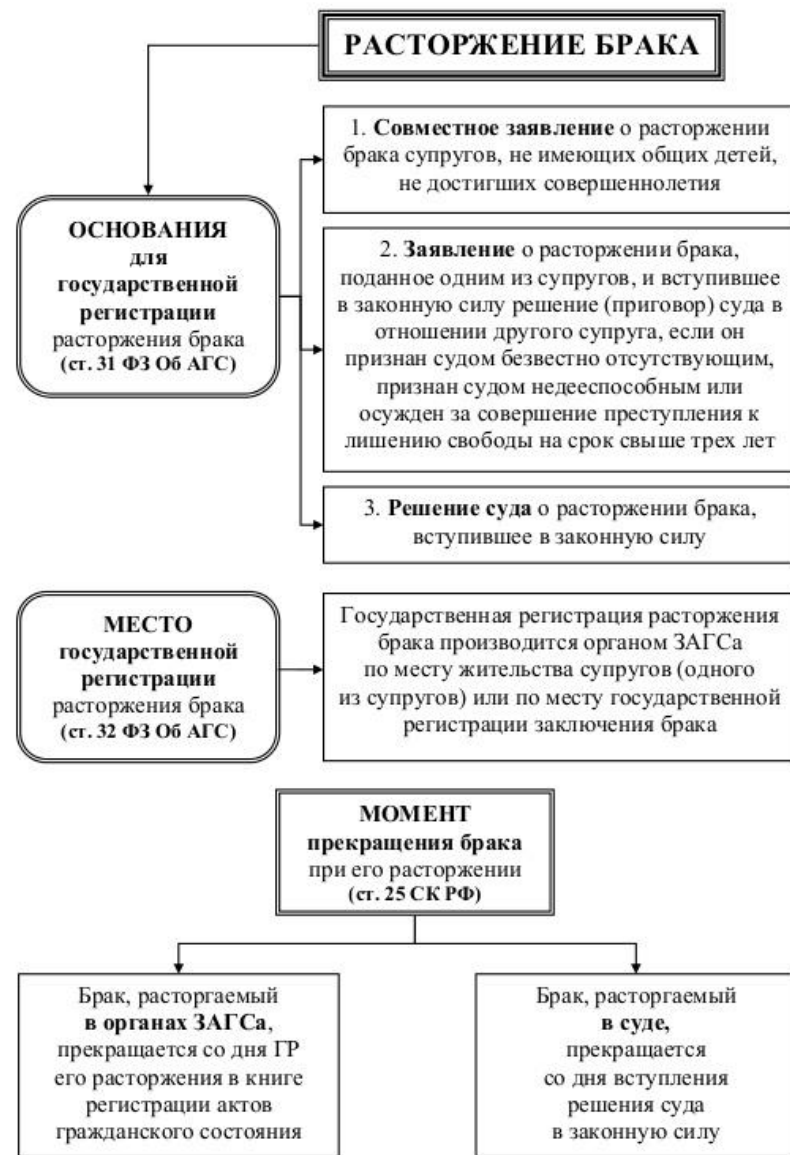 РАСТОРЖЕНИЕ БРАКА
1. Совместное заявление о расторжении
брака супругов, не имеющих общих детей,
не достигших совершеннолетия
ОСНОВАНИЯ
для
государственной
регистрации
расторжения брака
(ст. 31 ФЗ Об АГС)
2. Заявление о расторжении брака,
поданное одним из супругов, и вступившее
в законную силу решение (приговор) суда в
отношении другого супруга, если он
признан судом безвестно отсутствующим,
признан судом недееспособным или
осужден за совершение преступления к
лишению свободы на срок свыше трех лет
3. Решение суда о расторжении брака,
вступившее в законную силу
МЕСТО
государственной
регистрации
расторжения брака
(ст. 32 ФЗ Об АГС)
Государственная регистрация расторжения
брака производится органом ЗАГСа
по месту жительства супругов (одного
из супругов) или по месту государственной
регистрации заключения брака
МОМЕНТ
прекращения брака
при его расторжении
(ст. 25 СК РФ)
Брак, расторгаемый
в органах ЗАГСа,
прекращается со дня ГР
его расторжения в книге
регистрации актов
гражданского состояния
Брак, расторгаемый
в суде,
прекращается
со дня вступления
решения суда
в законную силу